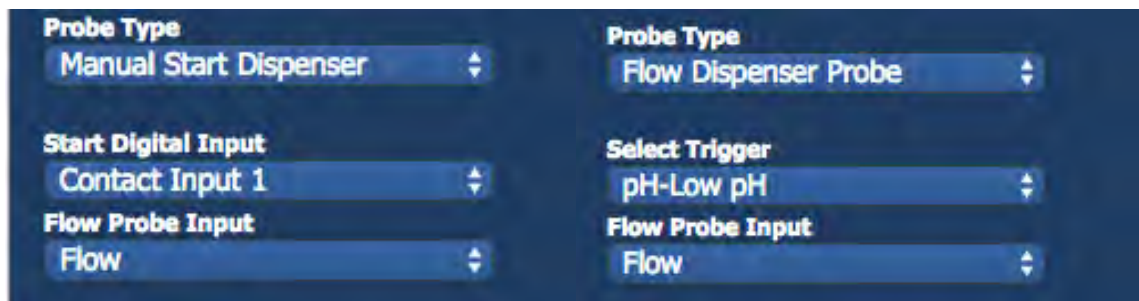 Probe Type
Manual Start Dispenser
Start Digital Input
Contact Input 1
Flow Probe Input
Flow
Probe Type
Flow Dispenser Probe
Select Trigger
pH-Low pH
Flow Probe Input
Flow